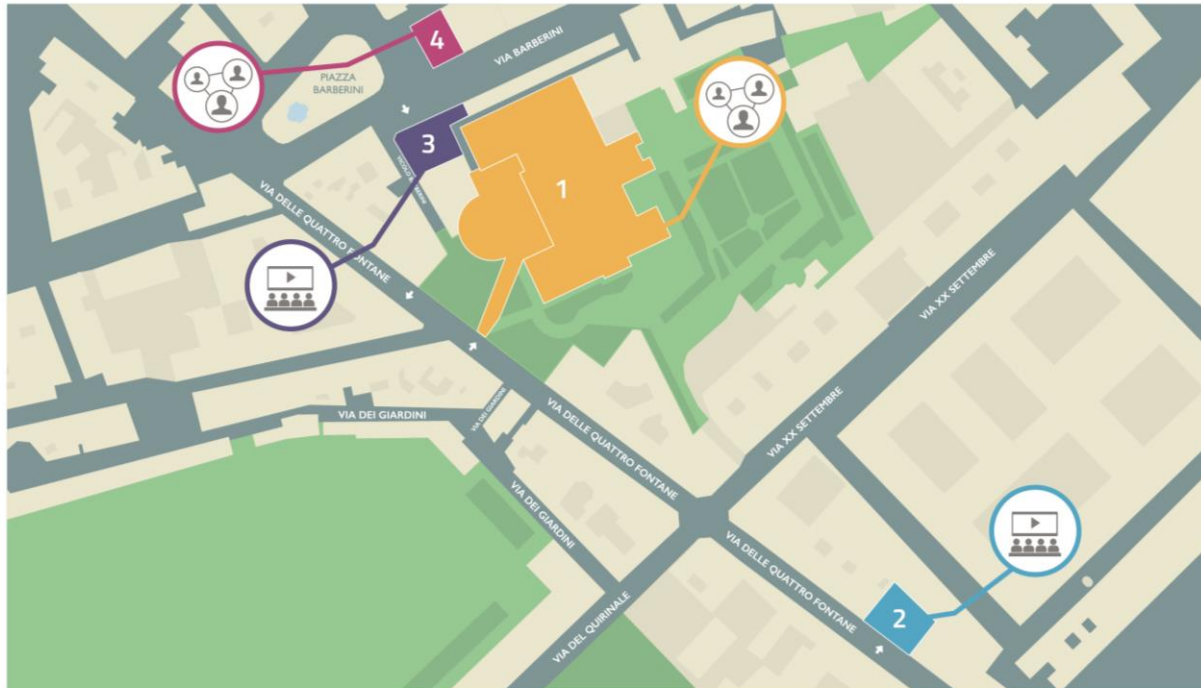 4
VIA BARBERINI
PIAZZA
BARBERINI
3
VICOLO BARBERINI
1
VIA DELLE QUATTRO FONTANE
VIA XX SETTEMBRE
VIA DEI GIARDINI
VIA DEI GIARDINI
VIA DELLE QUATTRO FONTANE
VIA XX SETTEMBRE
VIA DEI GIARDINI
VIA DELLE QUATTRO FONTANE
VIA DEL QUIRINALE
2